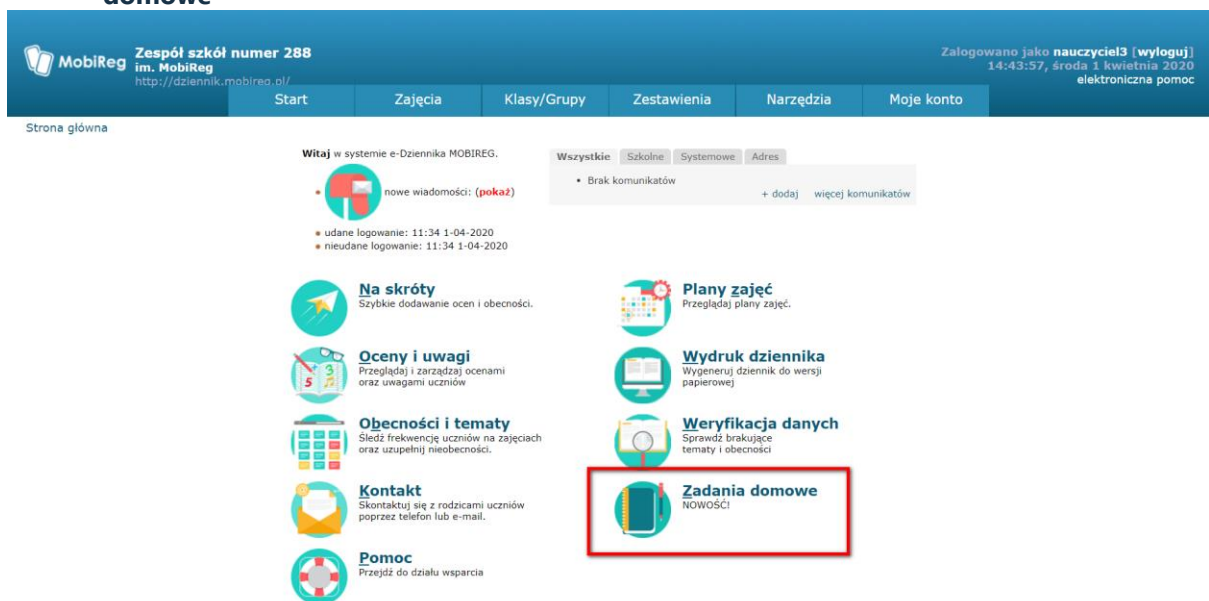 domowe
MobiReg
Zespół szkół numer 288
im. MobiReg
http://dziennik.mobireg.pl/
Zalogowano jako nauczyciel3 [wyloguj]
14:43:57, środa 1 kwietnia 2020
elektroniczna pomoc
Start Zajęcia Klasy/Grupy Zestawienia Narzędzia Moje konto
Strona główna
Witaj w systemie e-Dziennika MOBIREG.
• nowe wiadomości: (pokaż)
• udane logowanie: 11:34 1-04-2020
• nieudane logowanie: 11:34 1-04-2020
Wszystkie Szkolne Systemowe Adres
• Brak komunikatów
+ dodaj więcej komunikatów
Na skróty
Szybkie dodawanie ocen i obecności.
Plany zajęć
Przeglądaj plany zajęć.
Oceny i uwagi
Przeglądaj i zarządzaj ocenami
oraz uwagami uczniów
5 3
Wydruk dziennika
Wygeneruj dziennik do wersji
papierowej
Obecności i tematy
Śledź frekwencję uczniów na zajęciach
oraz uzupełnij nieobecności.
Weryfikacja danych
Sprawdź brakujące
tematy i obecności
Kontakt
Skontaktuj się z rodzicami uczniów
poprzez telefon lub e-mail.
Zadania domowe
NOWOŚĆ!
Pomoc
Przejdź do działu wsparcia